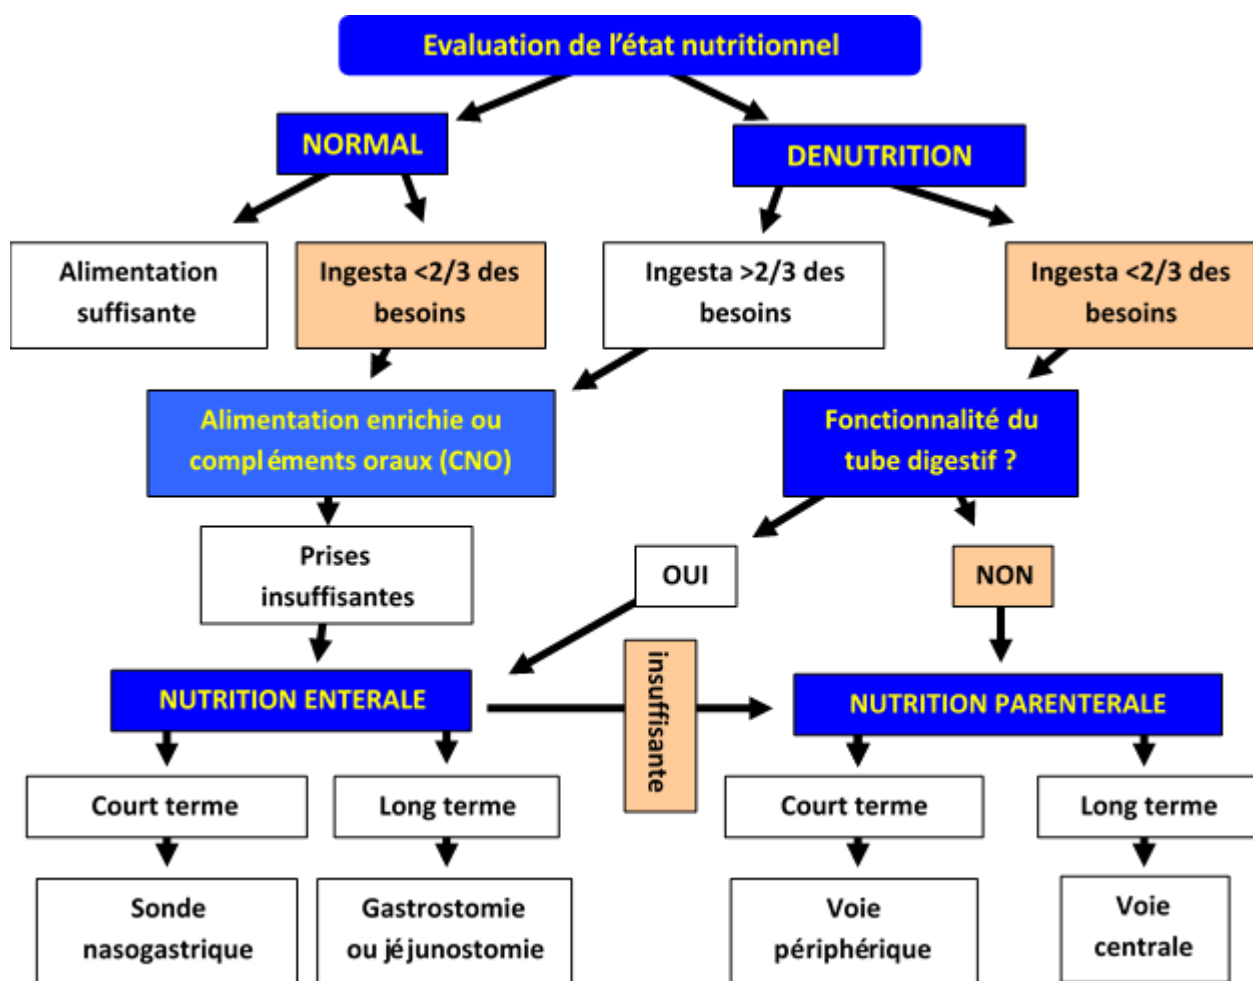 Evaluation de l’état nutritionnel
NORMAL
DENUTRITION
Alimentation
suffisante
Ingesta <2/3 des
besoins
Ingesta >2/3 des
besoins
Ingesta <2/3 des
besoins
Alimentation enrichie ou
compléments oraux (CNO)
Fonctionnalité du
tube digestif ?
Prises
insuffisantes
OUI
NON
insuffisante
NUTRITION ENTERALE
NUTRITION PARENTERALE
Court terme
Long terme
Court terme
Long terme
Sonde
nasogastrique
Gastrostomie
ou jéjunostomie
Voie
périphérique
Voie
centrale